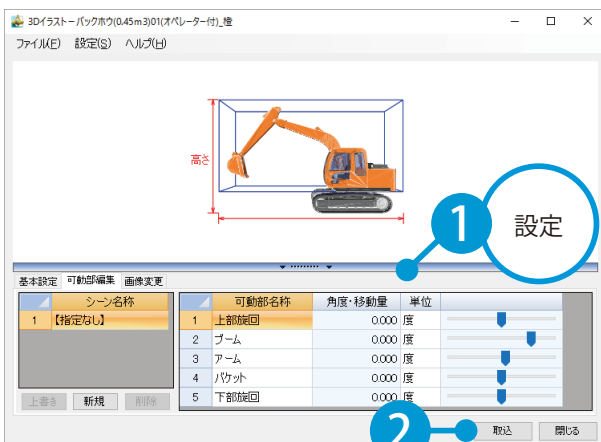 3Dイラスト－バックホウ(0.45m3)01(オペレーター付)_橙
ファイル(F) 設定(S) ヘルプ(H)
高さ
1 設定
基本設定 可動部編集 画像変更
シーン名称
1 【指定なし】
上書き 新規 削除
可動部名称 角度・移動量 単位
1 上部旋回 0.000 度
2 ブーム 0.000 度
3 アーム 0.000 度
4 バケット 0.000 度
5 下部旋回 0.000 度
2 取込 閉じる